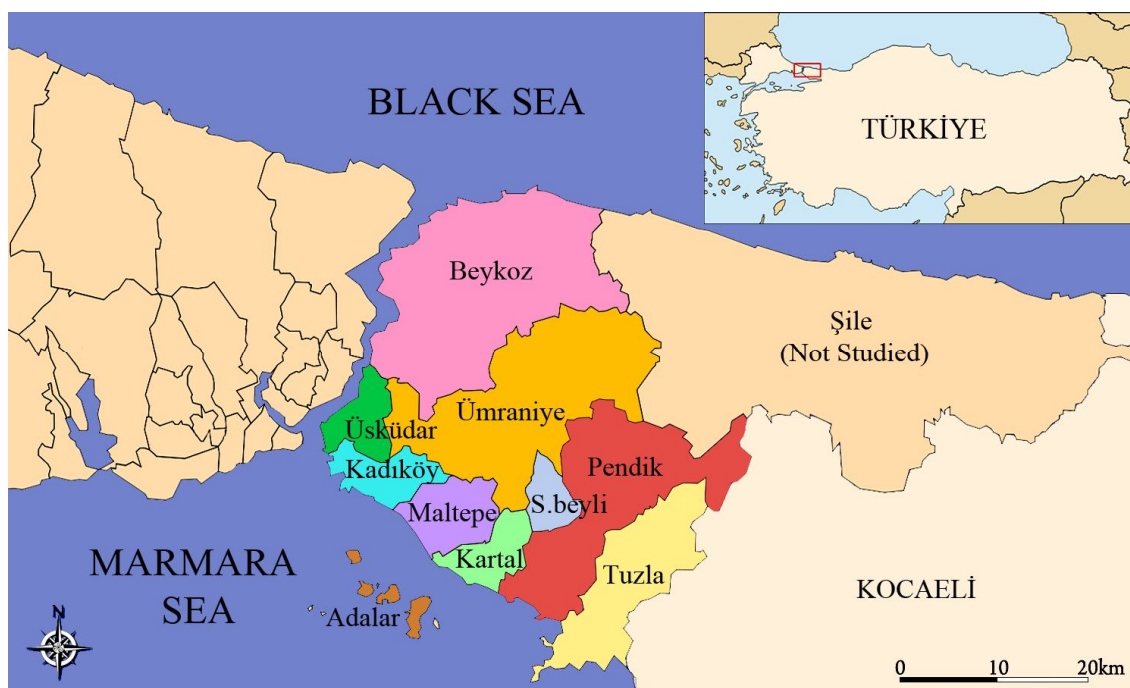 BLACK SEA
TÜRKİYE
Beykoz
Şile
(Not Studied)
Üsküdar
Ümraniye
Kadıköy
Pendik
Maltepe
S.beyli
Kartal
Tuzla
MARMARA
SEA
Adalar
KOCAELİ
N
0 10 20km